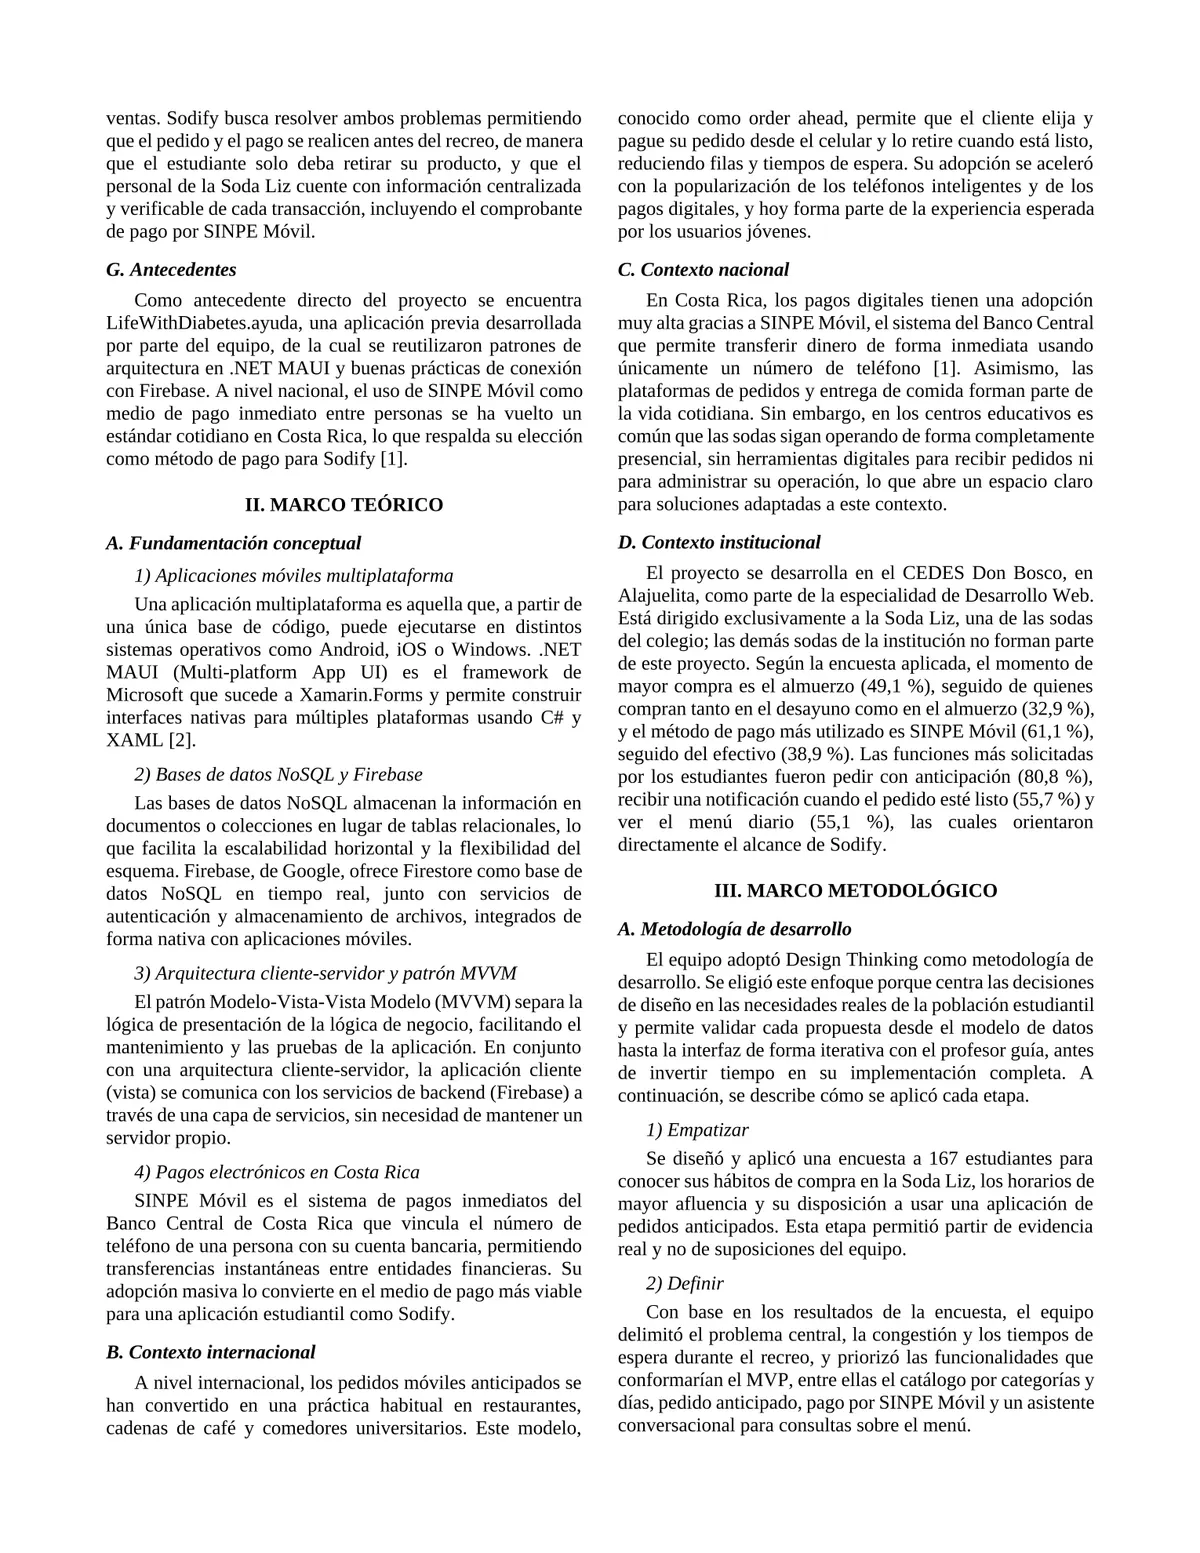 ventas. Sodify busca resolver ambos problemas permitiendo
que el pedido y el pago se realicen antes del recreo, de manera
que el estudiante solo deba retirar su producto, y que el
personal de la Soda Liz cuente con información centralizada
y verificable de cada transacción, incluyendo el comprobante
de pago por SINPE Móvil.
G. Antecedentes
Como antecedente directo del proyecto se encuentra
LifeWithDiabetes.ayuda, una aplicación previa desarrollada
por parte del equipo, de la cual se reutilizaron patrones de
arquitectura en .NET MAUI y buenas prácticas de conexión
con Firebase. A nivel nacional, el uso de SINPE Móvil como
medio de pago inmediato entre personas se ha vuelto un
estándar cotidiano en Costa Rica, lo que respalda su elección
como método de pago para Sodify [1].
II. MARCO TEÓRICO
A. Fundamentación conceptual
1) Aplicaciones móviles multiplataforma
Una aplicación multiplataforma es aquella que, a partir de
una única base de código, puede ejecutarse en distintos
sistemas operativos como Android, iOS o Windows. .NET
MAUI (Multi-platform App UI) es el framework de
Microsoft que sucede a Xamarin.Forms y permite construir
interfaces nativas para múltiples plataformas usando C# y
XAML [2].
2) Bases de datos NoSQL y Firebase
Las bases de datos NoSQL almacenan la información en
documentos o colecciones en lugar de tablas relacionales, lo
que facilita la escalabilidad horizontal y la flexibilidad del
esquema. Firebase, de Google, ofrece Firestore como base de
datos NoSQL en tiempo real, junto con servicios de
autenticación y almacenamiento de archivos, integrados de
forma nativa con aplicaciones móviles.
3) Arquitectura cliente-servidor y patrón MVVM
El patrón Modelo-Vista-Vista Modelo (MVVM) separa la
lógica de presentación de la lógica de negocio, facilitando el
mantenimiento y las pruebas de la aplicación. En conjunto
con una arquitectura cliente-servidor, la aplicación cliente
(vista) se comunica con los servicios de backend (Firebase) a
través de una capa de servicios, sin necesidad de mantener un
servidor propio.
4) Pagos electrónicos en Costa Rica
SINPE Móvil es el sistema de pagos inmediatos del
Banco Central de Costa Rica que vincula el número de
teléfono de una persona con su cuenta bancaria, permitiendo
transferencias instantáneas entre entidades financieras. Su
adopción masiva lo convierte en el medio de pago más viable
para una aplicación estudiantil como Sodify.
B. Contexto internacional
A nivel internacional, los pedidos móviles anticipados se
han convertido en una práctica habitual en restaurantes,
cadenas de café y comedores universitarios. Este modelo,
conocido como order ahead, permite que el cliente elija y
pague su pedido desde el celular y lo retire cuando está listo,
reduciendo filas y tiempos de espera. Su adopción se aceleró
con la popularización de los teléfonos inteligentes y de los
pagos digitales, y hoy forma parte de la experiencia esperada
por los usuarios jóvenes.
C. Contexto nacional
En Costa Rica, los pagos digitales tienen una adopción
muy alta gracias a SINPE Móvil, el sistema del Banco Central
que permite transferir dinero de forma inmediata usando
únicamente un número de teléfono [1]. Asimismo, las
plataformas de pedidos y entrega de comida forman parte de
la vida cotidiana. Sin embargo, en los centros educativos es
común que las sodas sigan operando de forma completamente
presencial, sin herramientas digitales para recibir pedidos ni
para administrar su operación, lo que abre un espacio claro
para soluciones adaptadas a este contexto.
D. Contexto institucional
El proyecto se desarrolla en el CEDES Don Bosco, en
Alajuelita, como parte de la especialidad de Desarrollo Web.
Está dirigido exclusivamente a la Soda Liz, una de las sodas
del colegio; las demás sodas de la institución no forman parte
de este proyecto. Según la encuesta aplicada, el momento de
mayor compra es el almuerzo (49,1 %), seguido de quienes
compran tanto en el desayuno como en el almuerzo (32,9 %),
y el método de pago más utilizado es SINPE Móvil (61,1 %),
seguido del efectivo (38,9 %). Las funciones más solicitadas
por los estudiantes fueron pedir con anticipación (80,8 %),
recibir una notificación cuando el pedido esté listo (55,7 %) y
ver el menú diario (55,1 %), las cuales orientaron
directamente el alcance de Sodify.
III. MARCO METODOLÓGICO
A. Metodología de desarrollo
El equipo adoptó Design Thinking como metodología de
desarrollo. Se eligió este enfoque porque centra las decisiones
de diseño en las necesidades reales de la población estudiantil
y permite validar cada propuesta desde el modelo de datos
hasta la interfaz de forma iterativa con el profesor guía, antes
de invertir tiempo en su implementación completa. A
continuación, se describe cómo se aplicó cada etapa.
1) Empatizar
Se diseñó y aplicó una encuesta a 167 estudiantes para
conocer sus hábitos de compra en la Soda Liz, los horarios de
mayor afluencia y su disposición a usar una aplicación de
pedidos anticipados. Esta etapa permitió partir de evidencia
real y no de suposiciones del equipo.
2) Definir
Con base en los resultados de la encuesta, el equipo
delimitó el problema central, la congestión y los tiempos de
espera durante el recreo, y priorizó las funcionalidades que
conformarían el MVP, entre ellas el catálogo por categorías y
días, pedido anticipado, pago por SINPE Móvil y un asistente
conversacional para consultas sobre el menú.